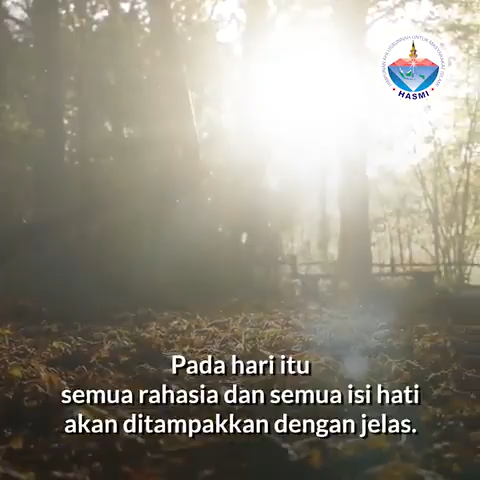 HASMI
Pada hari itu
semua rahasia dan semua isi hati
akan ditampakkan dengan jelas.